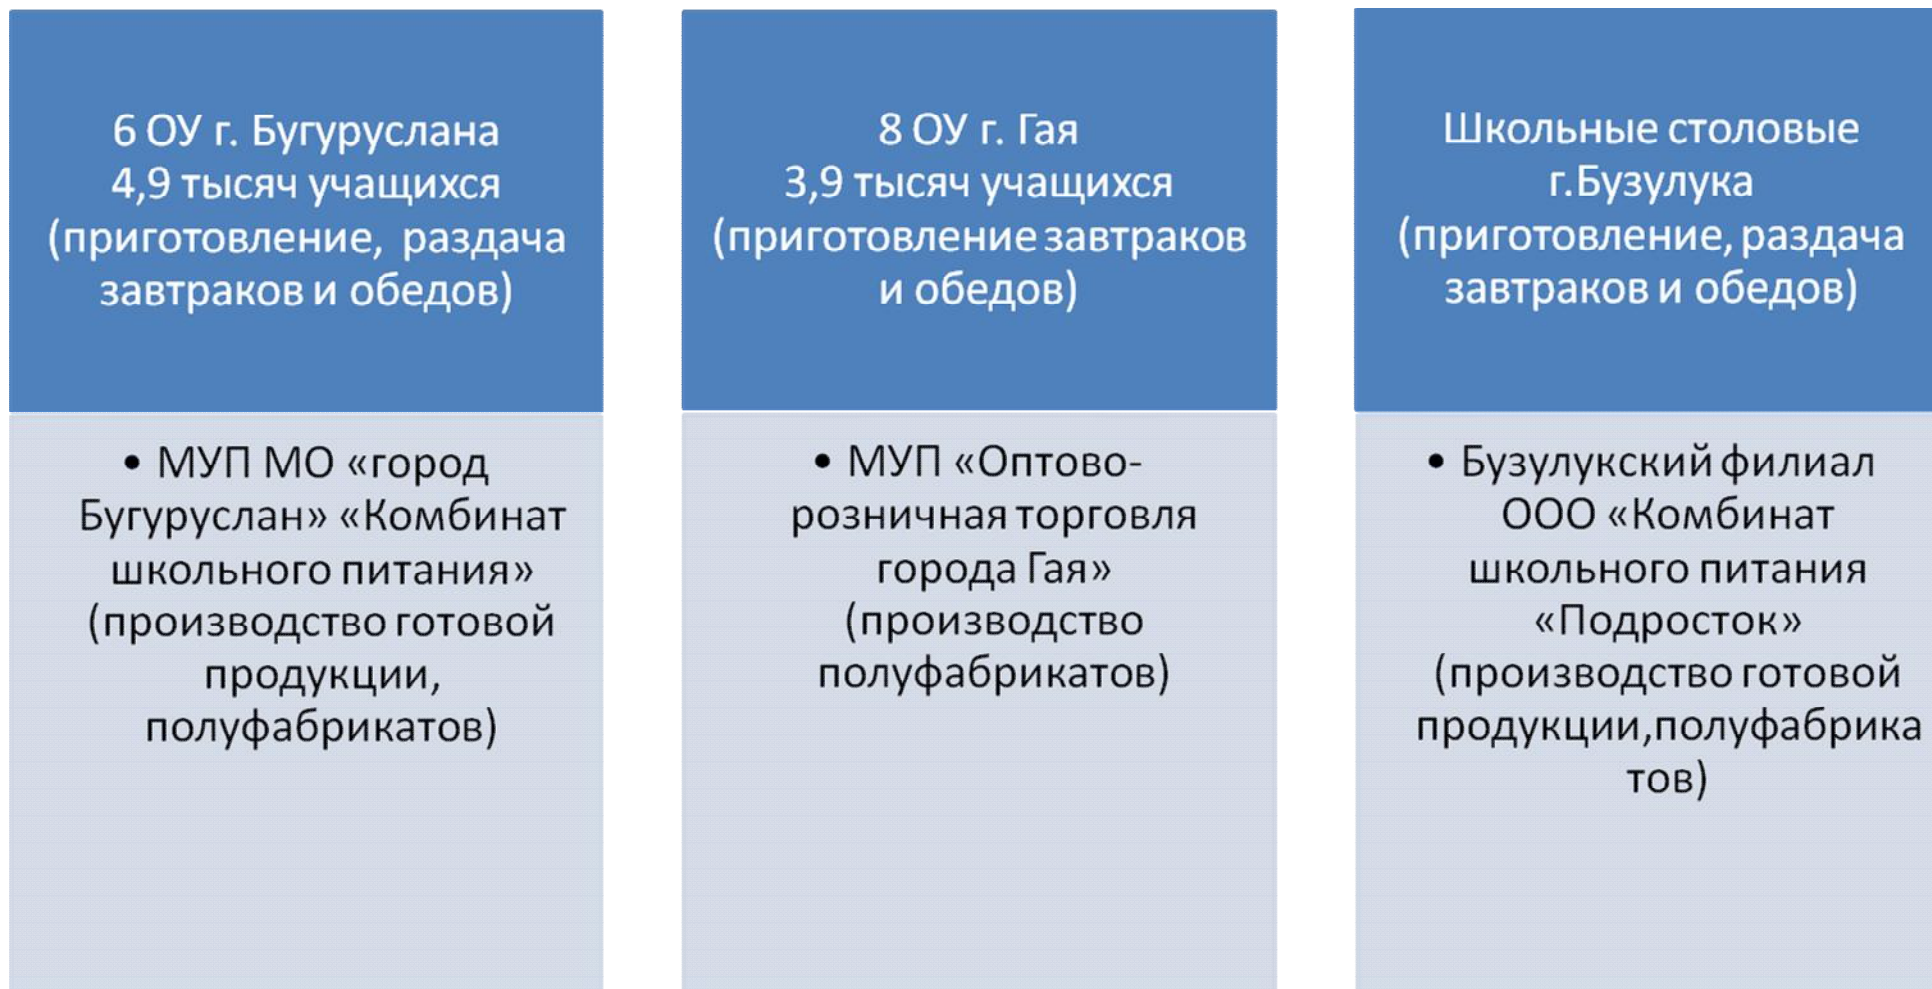 6 ОУ г. Бугуруслана
4,9 тысяч учащихся
(приготовление, раздача
завтраков и обедов)
• МУП МО «город
Бугуруслан» «Комбинат
школьного питания»
(производство готовой
продукции,
полуфабрикатов)
8 ОУ г. Гая
3,9 тысяч учащихся
(приготовление завтраков
и обедов)
• МУП «Оптово-
розничная торговля
города Гая»
(производство
полуфабрикатов)
Школьные столовые
г.Бузулука
(приготовление, раздача
завтраков и обедов)
• Бузулукский филиал
ООО «Комбинат
школьного питания
«Подросток»
(производство готовой
продукции,полуфабрика
тов)